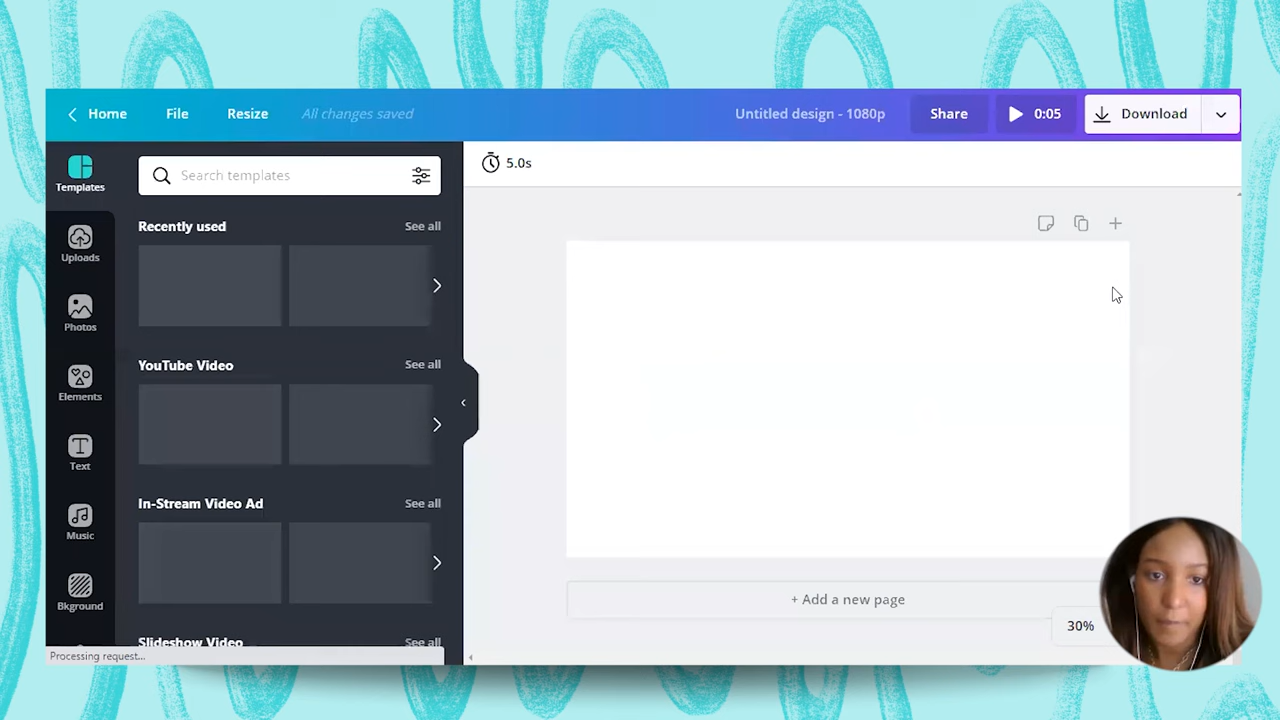 Home
File
Resize
All changes saved
Untitled design - 1080p
Share
0:05
Download
Templates
Search templates
5.0s
Recently used
See all
Uploads
Photos
YouTube Video
See all
Elements
Text
In-Stream Video Ad
See all
Music
Bkground
+ Add a new page
30%
Slideshow Video
See all
Processing request...